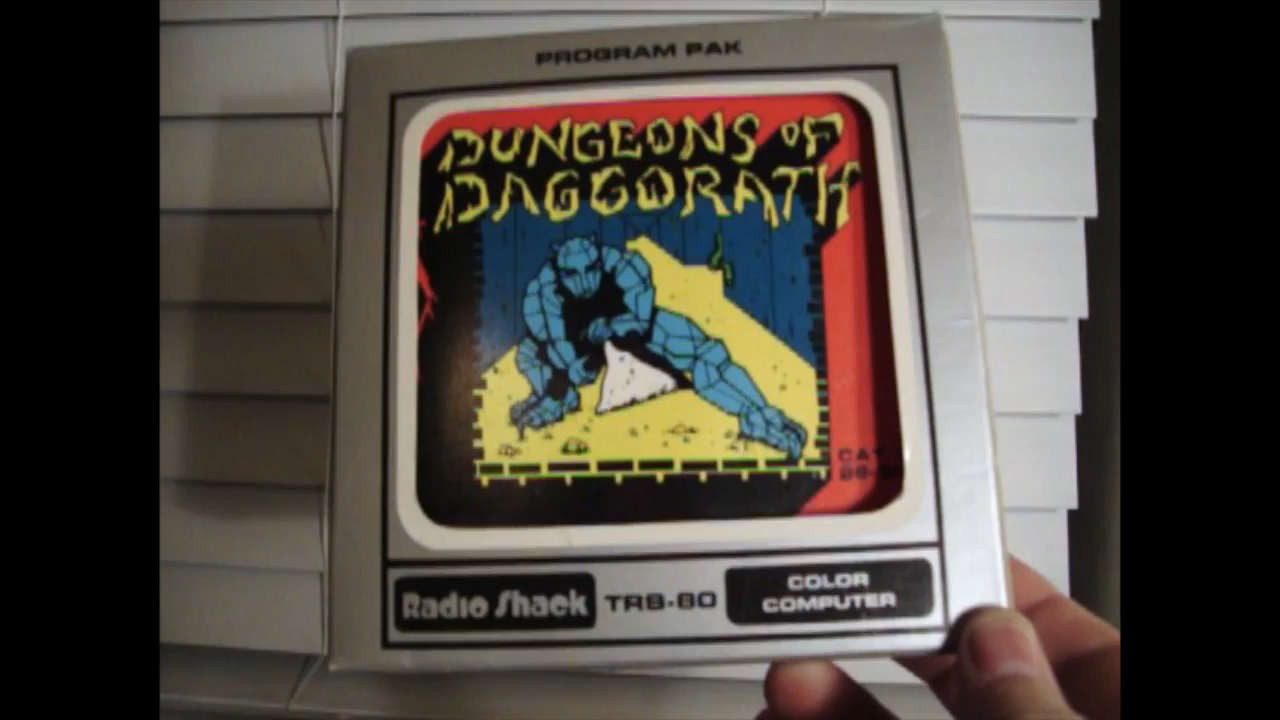 PROGRAM PAK
DUNGEONS OF
DAGGORATH
CAT
Radio Shack TRS-80 COLOR
COMPUTER